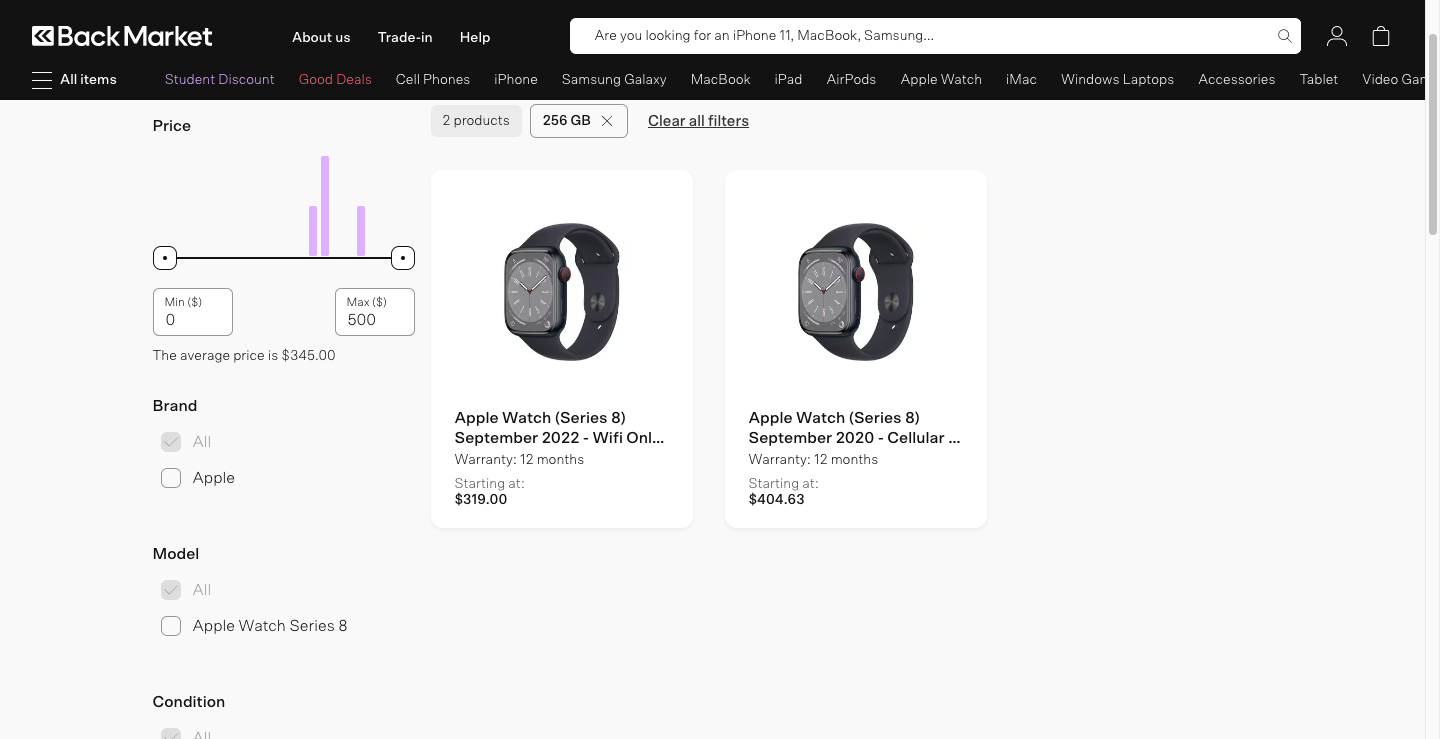 Back Market
About us
Trade-in
Help
Are you looking for an iPhone 11, MacBook, Samsung...
All items
Student Discount
Good Deals
Cell Phones
iPhone
Samsung Galaxy
MacBook
iPad
AirPods
Apple Watch
iMac
Windows Laptops
Accessories
Tablet
Video Gam
Price
2 products
256 GB
Clear all filters
Min ($)
0
Max ($)
500
The average price is $345.00
Brand
All
Apple
Model
All
Apple Watch Series 8
Condition
All
Apple Watch (Series 8)
September 2022 - Wifi Onl...
Warranty: 12 months
Starting at:
$319.00
Apple Watch (Series 8)
September 2020 - Cellular ...
Warranty: 12 months
Starting at:
$404.63